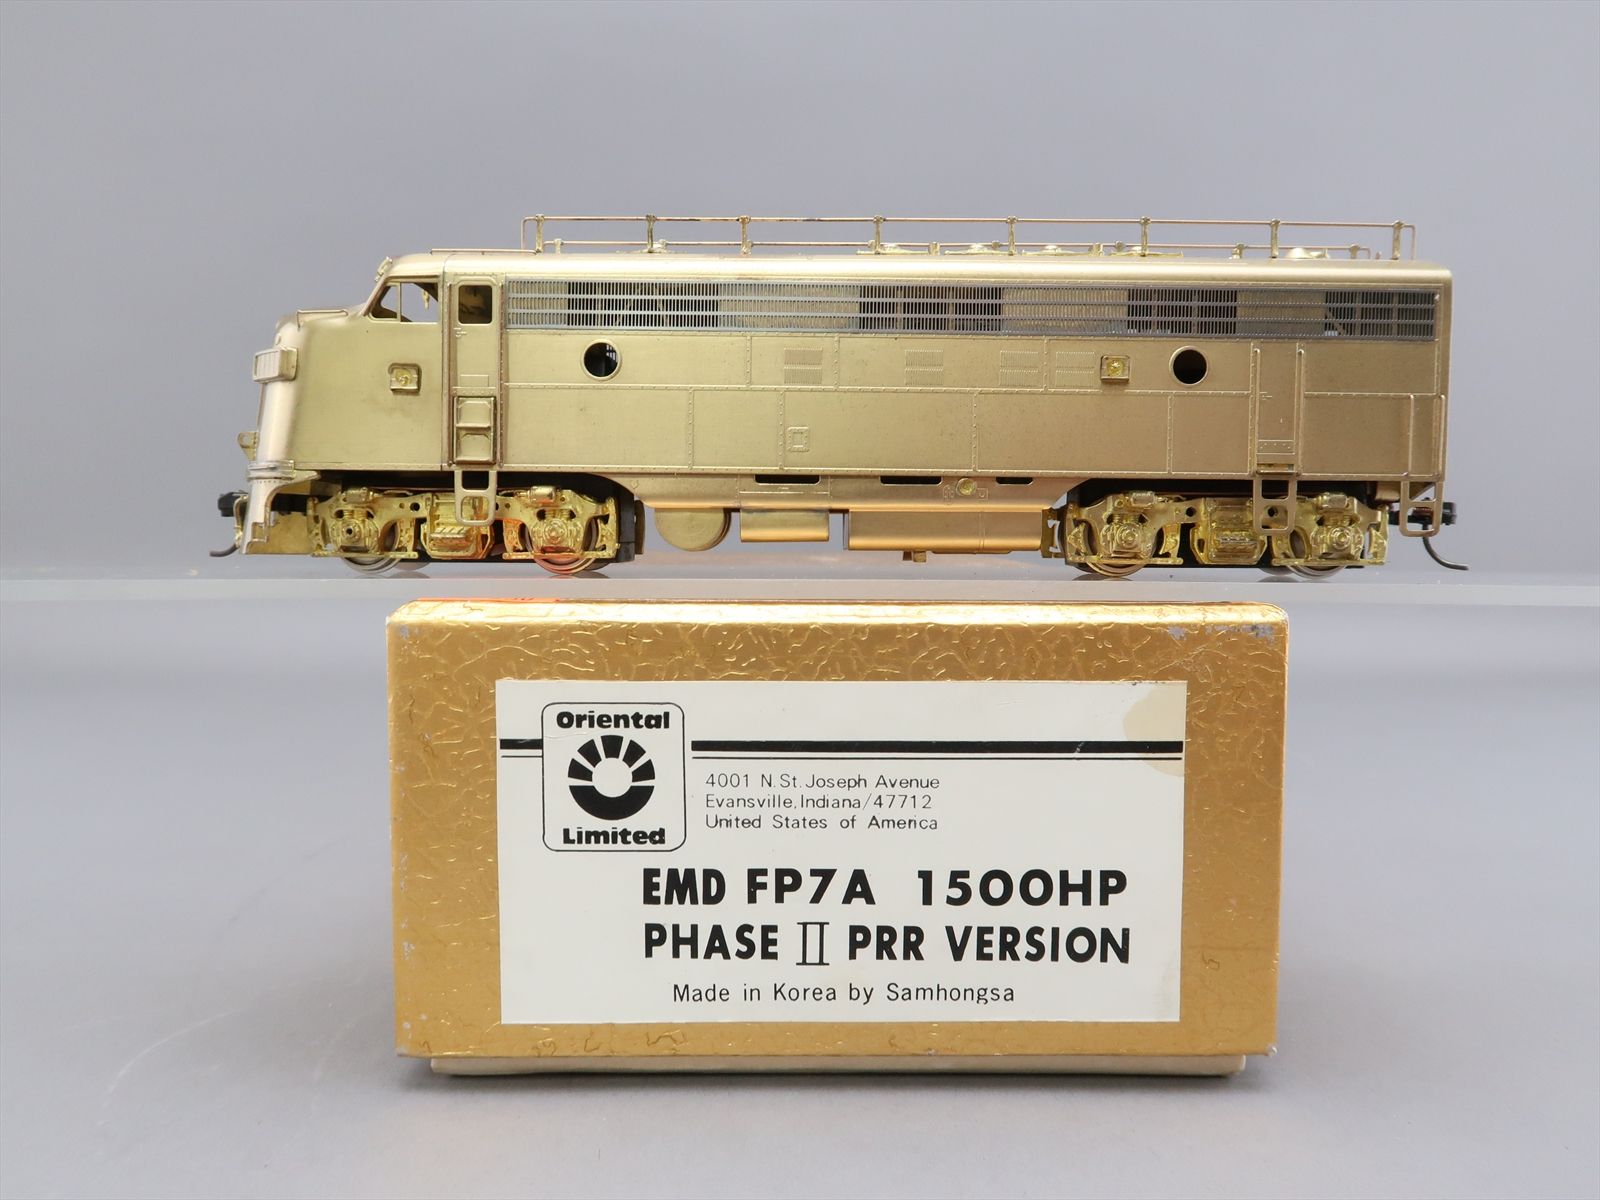 Oriental
Limited
4001 N.St.Joseph Avenue
Evansville,Indiana/47712
United States of America
EMD FP7A 1500HP
PHASE II PRR VERSION
Made in Korea by Samhongsa